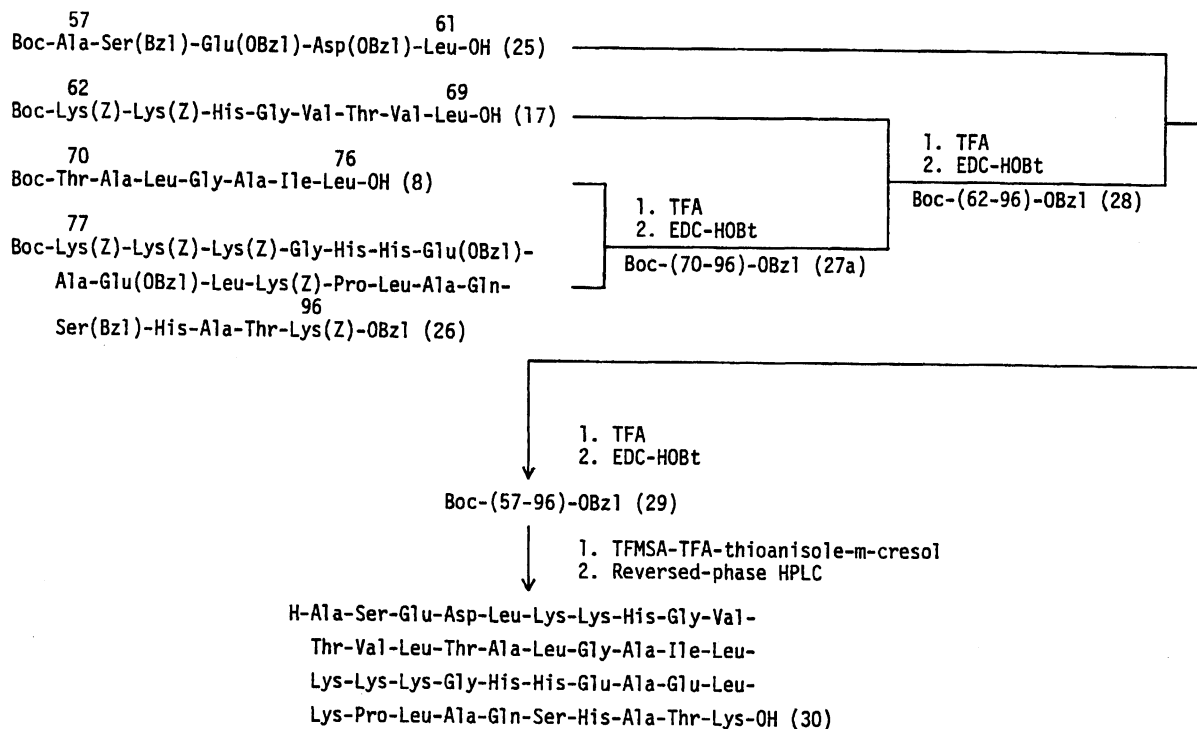 57 61
Boc-Ala-Ser(Bzl)-Glu(OBzl)-Asp(OBzl)-Leu-OH (25)
62 69
Boc-Lys(Z)-Lys(Z)-His-Gly-Val-Thr-Val-Leu-OH (17)
70 76
Boc-Thr-Ala-Leu-Gly-Ala-Ile-Leu-OH (8)
77
Boc-Lys(Z)-Lys(Z)-Lys(Z)-Gly-His-His-Glu(OBzl)-
Ala-Glu(OBzl)-Leu-Lys(Z)-Pro-Leu-Ala-Gln-
96
Ser(Bzl)-His-Ala-Thr-Lys(Z)-OBzl (26)
1. TFA
2. EDC-HOBt
Boc-(70-96)-OBzl (27a)
1. TFA
2. EDC-HOBt
Boc-(62-96)-OBzl (28)
1. TFA
2. EDC-HOBt
Boc-(57-96)-OBzl (29)
1. TFMSA-TFA-thioanisole-m-cresol
2. Reversed-phase HPLC
H-Ala-Ser-Glu-Asp-Leu-Lys-Lys-His-Gly-Val-
Thr-Val-Leu-Thr-Ala-Leu-Gly-Ala-Ile-Leu-
Lys-Lys-Lys-Gly-His-His-Glu-Ala-Glu-Leu-
Lys-Pro-Leu-Ala-Gln-Ser-His-Ala-Thr-Lys-OH (30)